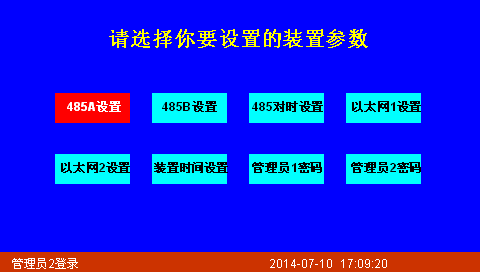 请选择你要设置的装置参数
485A设置 485B设置 485对时设置 以太网1设置
以太网2设置 装置时间设置 管理员1密码 管理员2密码
管理员2登录 2014-07-10 17:09:20